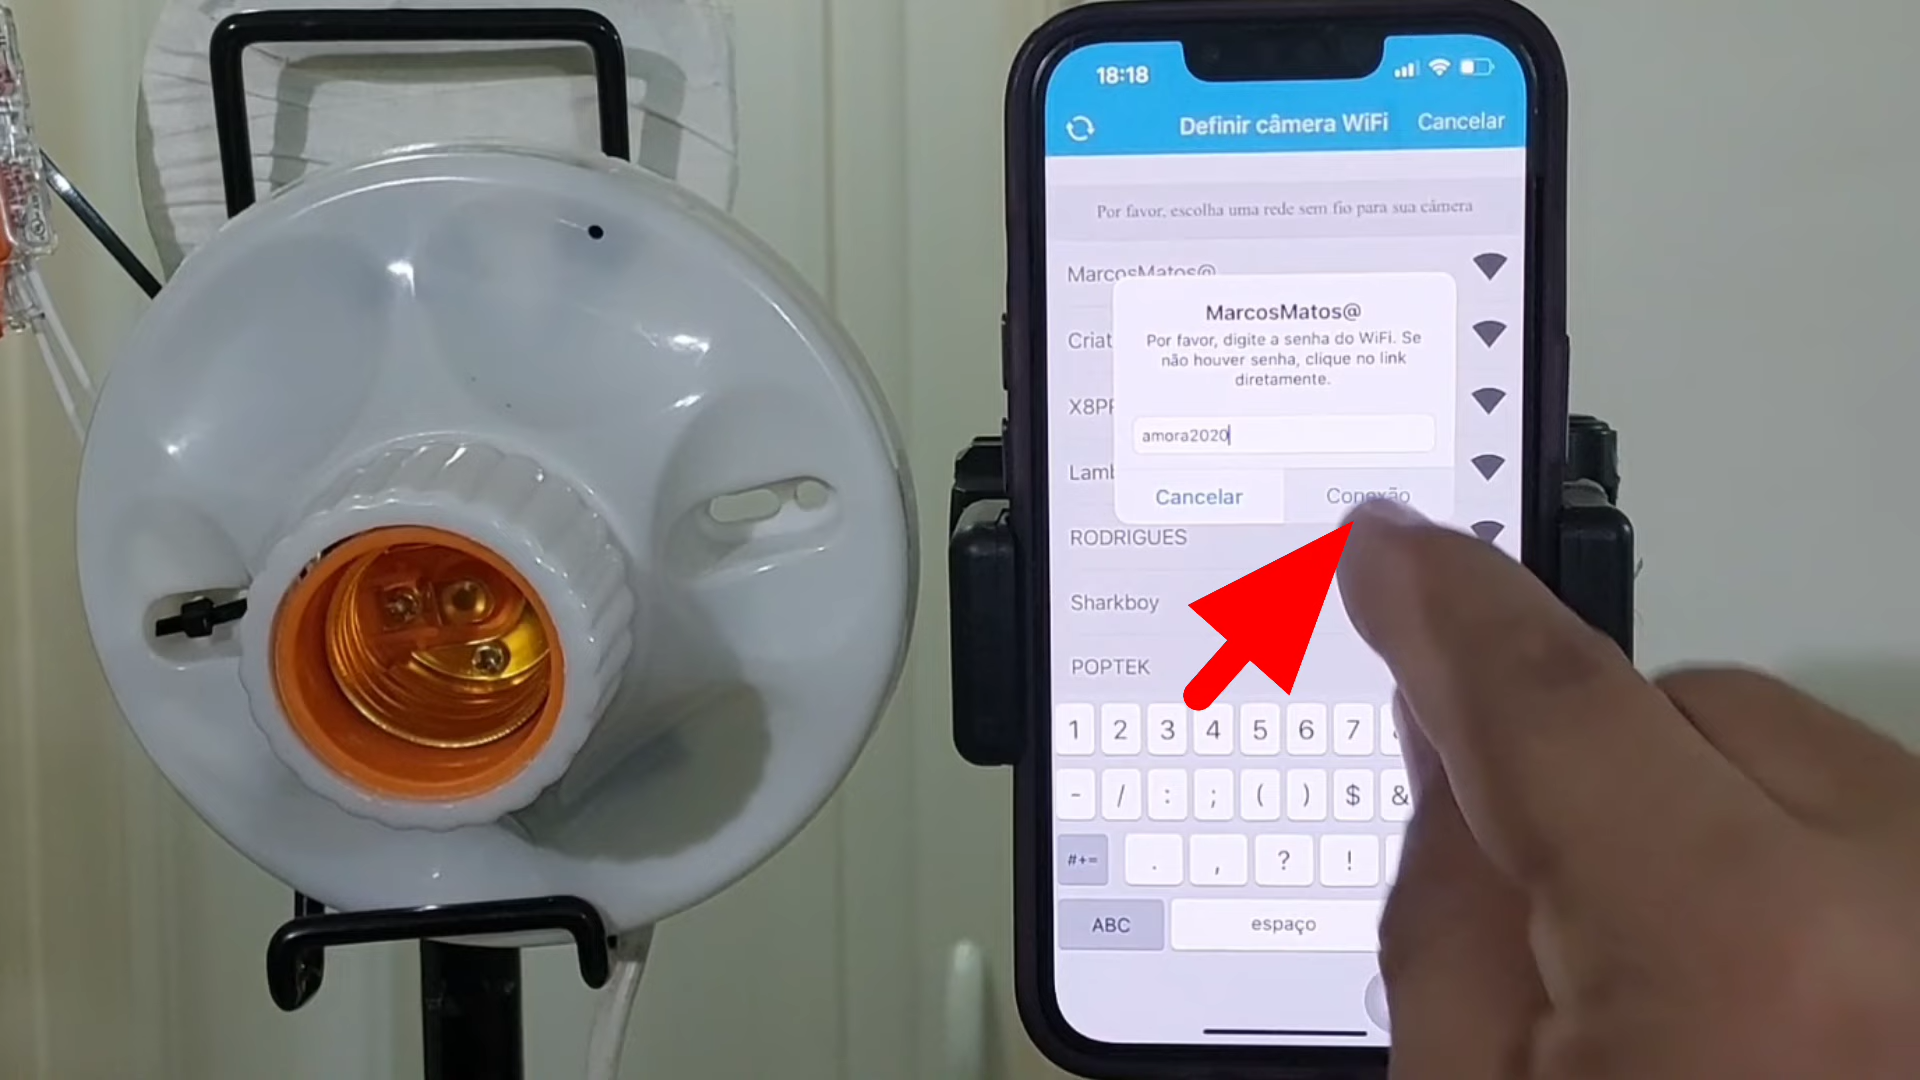 18:18
Definir câmera WiFi
Cancelar
Por favor, escolha uma rede sem fio para sua câmera
MarcosMatos@
MarcosMatos@
Por favor, digite a senha do WiFi. Se
não houver senha, clique no link
diretamente.
Criat
X8PF
amora2020
Lamb
Cancelar
Conexão
RODRIGUES
Sharkboy
POPTEK
1 2 3 4 5 6 7
- / : ; ( ) $ &
#+= . , ? !
ABC
espaço